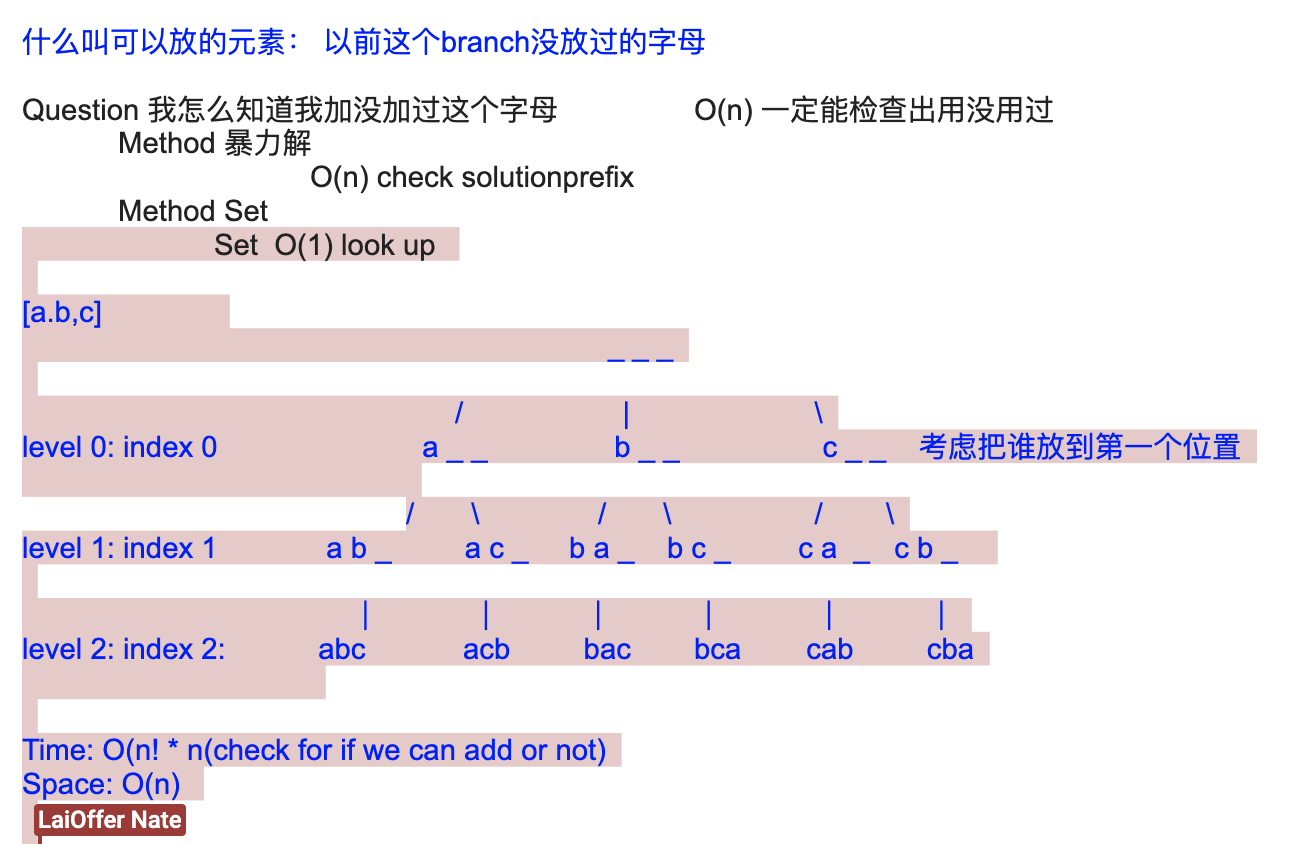 什么叫可以放的元素： 以前这个branch没放过的字母
Question 我怎么知道我加没加过这个字母 O(n) 一定能检查出用没用过
Method 暴力解
O(n) check solutionprefix
Method Set
Set O(1) look up
[a.b,c]
_ _ _
/ | \
level 0: index 0 a _ _ b _ _ c _ _ 考虑把谁放到第一个位置
/ \ / \ / \
level 1: index 1 a b _ a c _ b a _ b c _ c a _ c b _
| | | | | |
level 2: index 2: abc acb bac bca cab cba
Time: O(n! * n(check for if we can add or not)
Space: O(n)
LaiOffer Nate